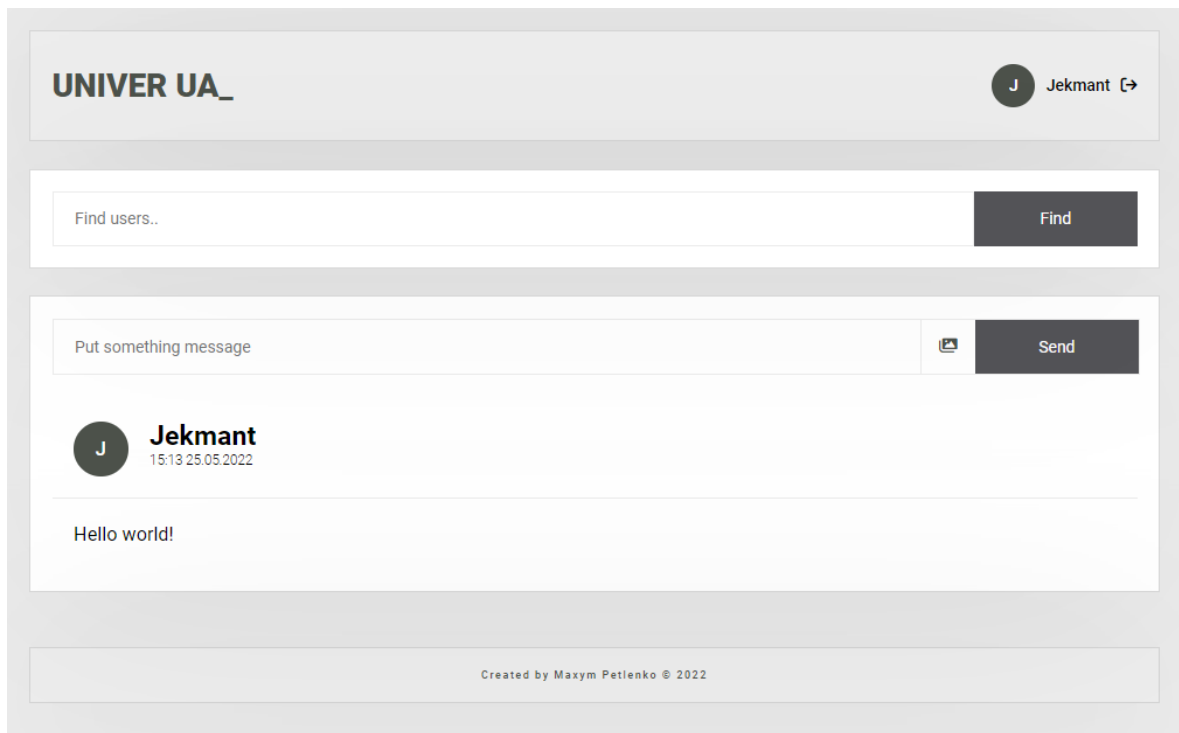 UNIVER UA_
J Jekmant
Find users..
Find
Put something message
Send
J
Jekmant
15:13 25.05.2022
Hello world!
Created by Maxym Petlenko © 2022